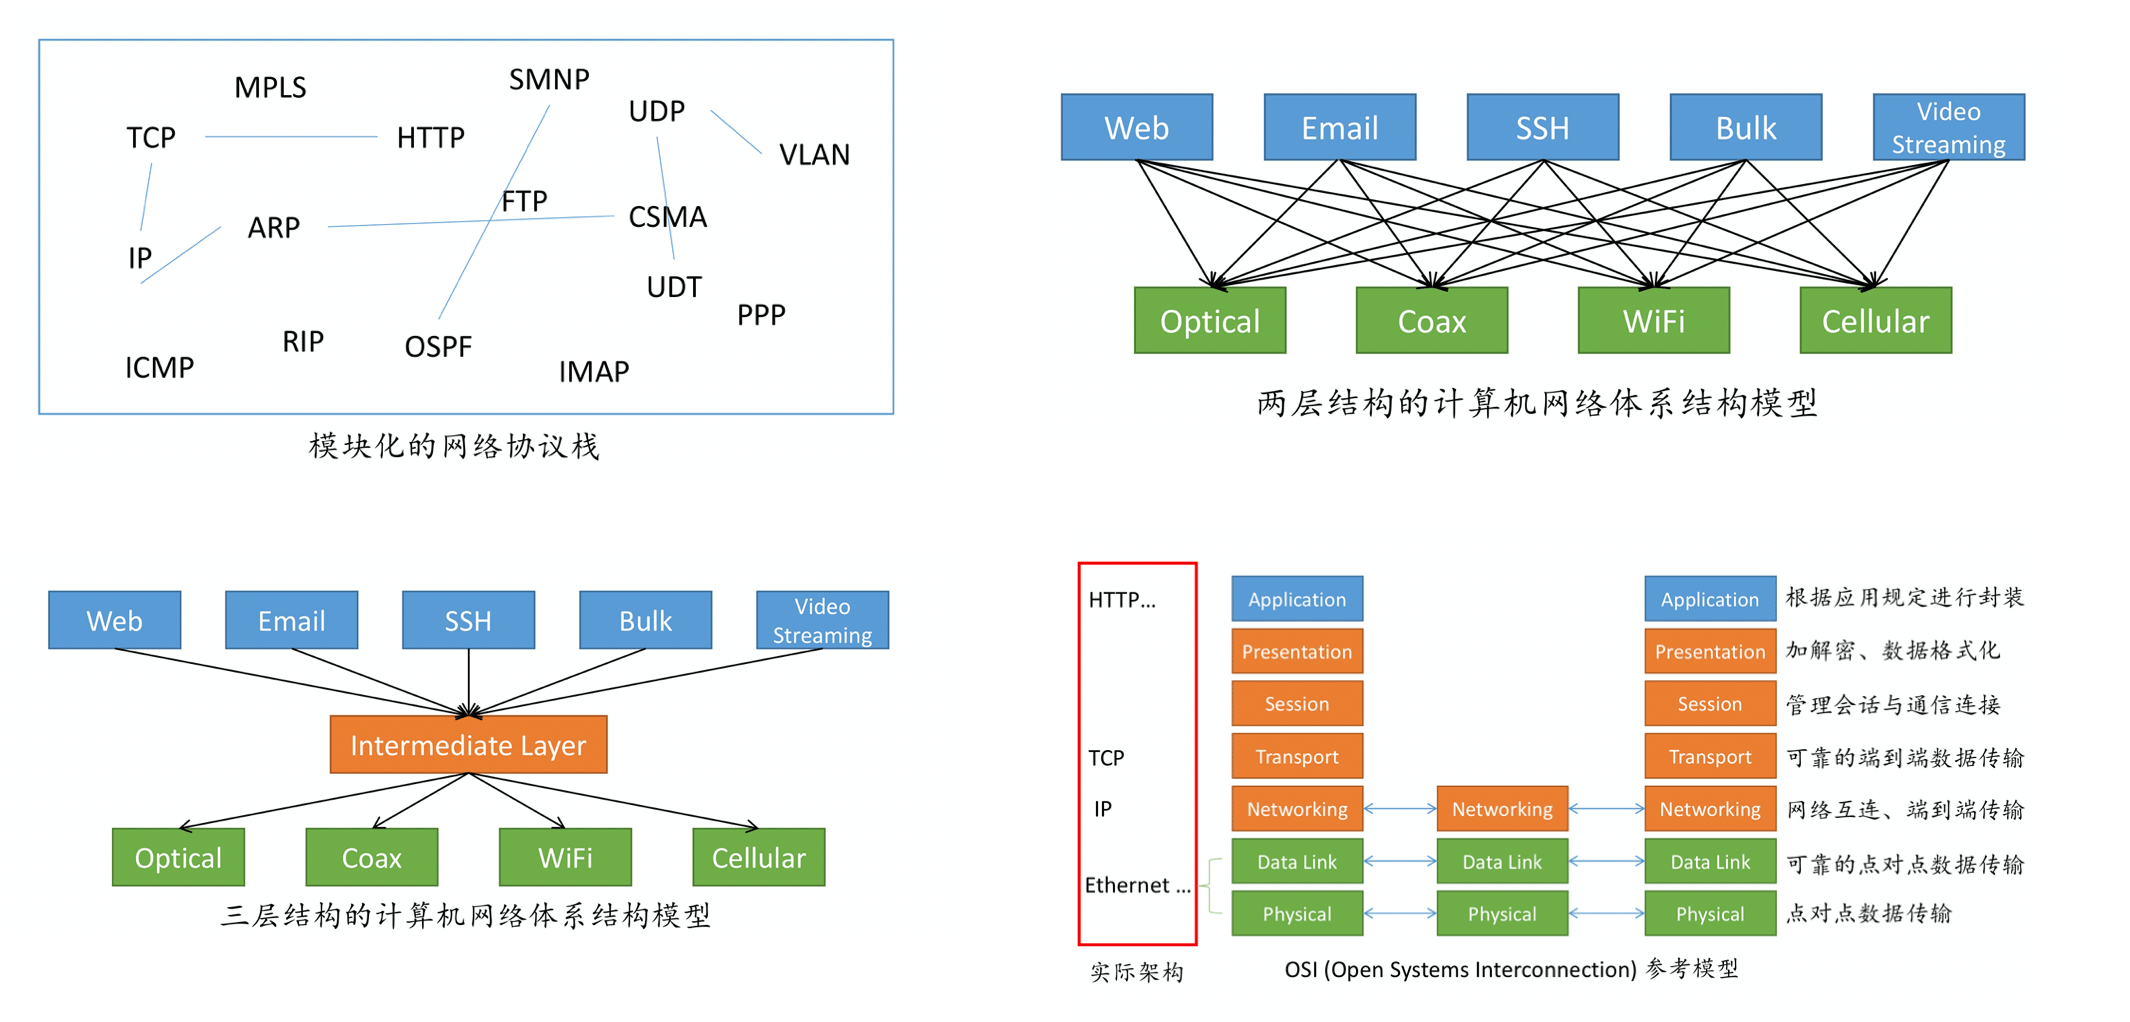 MPLS
SMNP
UDP
TCP
HTTP
VLAN
FTP
CSMA
ARP
IP
UDT
PPP
RIP
OSPF
ICMP
IMAP
模块化的网络协议栈
Web
Email
SSH
Bulk
Video
Streaming
Optical
Coax
WiFi
Cellular
两层结构的计算机网络体系结构模型
Web
Email
SSH
Bulk
Video
Streaming
Intermediate Layer
Optical
Coax
WiFi
Cellular
三层结构的计算机网络体系结构模型
HTTP... Application Application 根据应用规定进行封装
Presentation Presentation 加解密、数据格式化
Session Session 管理会话与通信连接
TCP Transport Transport 可靠的端到端数据传输
IP Networking Networking Networking 网络互连、端到端传输
Data Link Data Link Data Link 可靠的点对点数据传输
Ethernet ...
Physical Physical Physical 点对点数据传输
实际架构
OSI (Open Systems Interconnection) 参考模型